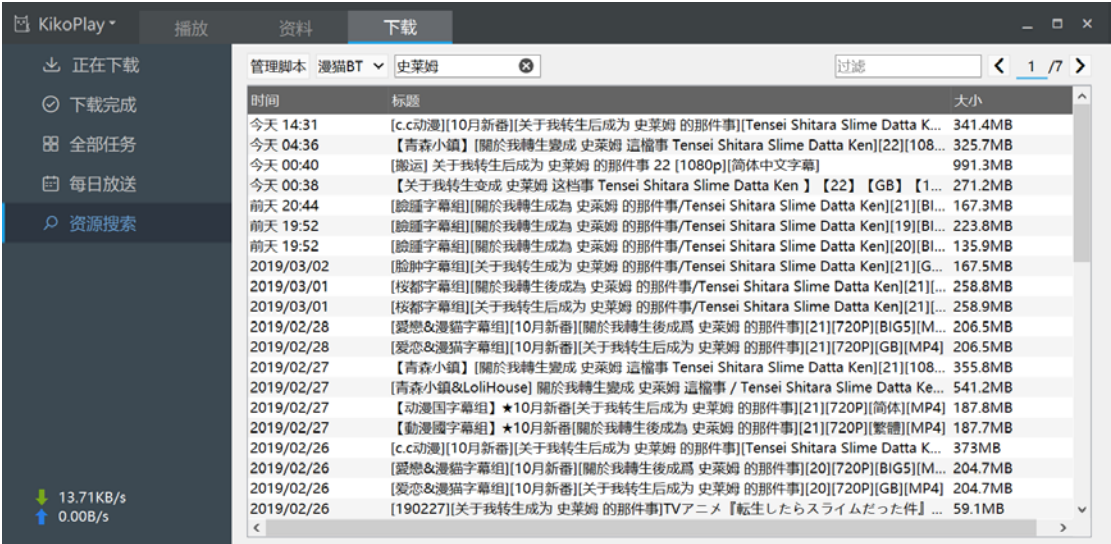 KikoPlay 播放 资料 下载
正在下载
下载完成
全部任务
每日放送
资源搜索
13.71KB/s
0.00B/s
管理脚本 漫猫BT 史莱姆 过滤 1 /7
时间 标题 大小
今天 14:31 [c.c动漫][10月新番][关于我转生后成为 史莱姆 的那件事][Tensei Shitara Slime Datta K... 341.4MB
今天 04:36 【青森小鎮】[關於我轉生變成 史萊姆 這檔事 Tensei Shitara Slime Datta Ken][22][108... 325.7MB
今天 00:40 [搬运] 关于我转生后成为 史莱姆 的那件事 22 [1080p][简体中文字幕] 991.3MB
今天 00:38 【关于我转生变成 史莱姆 这档事 Tensei Shitara Slime Datta Ken 】【22】【GB】【1... 271.2MB
前天 20:44 [臉腫字幕組][關於我轉生成為 史萊姆 的那件事/Tensei Shitara Slime Datta Ken][21][BI... 167.3MB
前天 19:52 [臉腫字幕組][關於我轉生成為 史萊姆 的那件事/Tensei Shitara Slime Datta Ken][19][BI... 223.8MB
前天 19:52 [臉腫字幕組][關於我轉生成為 史萊姆 的那件事/Tensei Shitara Slime Datta Ken][20][BI... 135.9MB
2019/03/02 [脸肿字幕组][关于我转生成为 史莱姆 的那件事/Tensei Shitara Slime Datta Ken][21][G... 167.5MB
2019/03/01 [桜都字幕组][關於我轉生後成為 史萊姆 的那件事/Tensei Shitara Slime Datta Ken][21][... 258.8MB
2019/03/01 [桜都字幕组][关于我转生后成为 史莱姆 的那件事/Tensei Shitara Slime Datta Ken][21][... 258.9MB
2019/02/28 [愛戀&漫貓字幕组][10月新番][關於我轉生後成爲 史萊姆 的那件事][21][720P][BIG5][M... 206.5MB
2019/02/28 [爱恋&漫猫字幕组][10月新番][关于我转生后成为 史莱姆 的那件事][21][720P][GB][MP4] 206.5MB
2019/02/27 【青森小鎮】[關於我轉生變成 史萊姆 這檔事 Tensei Shitara Slime Datta Ken][21][108... 355.8MB
2019/02/27 [青森小鎮&LoliHouse] 關於我轉生變成 史萊姆 這檔事 / Tensei Shitara Slime Datta Ke... 541.2MB
2019/02/27 【动漫国字幕组】★10月新番[关于我转生后成为 史莱姆 的那件事][21][720P][简体][MP4] 187.8MB
2019/02/27 【動漫國字幕組】★10月新番[關於我轉生後成為 史萊姆 的那件事][21][720P][繁體][MP4] 187.7MB
2019/02/26 [c.c动漫][10月新番][关于我转生后成为 史莱姆 的那件事][Tensei Shitara Slime Datta K... 373MB
2019/02/26 [愛戀&漫貓字幕组][10月新番][關於我轉生後成爲 史萊姆 的那件事][20][720P][BIG5][M... 204.7MB
2019/02/26 [爱恋&漫猫字幕组][10月新番][关于我转生后成为 史莱姆 的那件事][20][720P][GB][MP4] 204.7MB
2019/02/26 [190227][关于我转生成为 史莱姆 的那件事]TVアニメ『転生したらスライムだった件』... 59.1MB